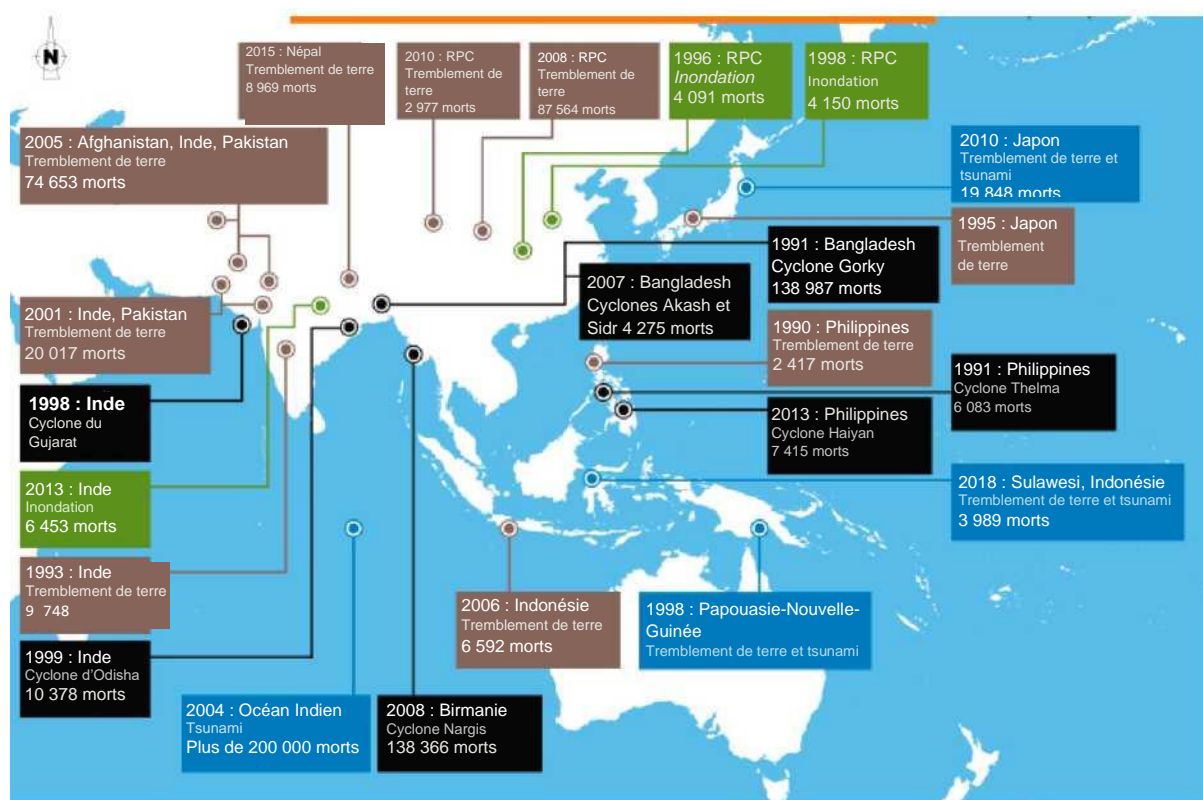 N
2015 : Népal
Tremblement de terre
8 969 morts
2010 : RPC
Tremblement de
terre
2 977 morts
2008 : RPC
Tremblement de
terre
87 564 morts
1996 : RPC
Inondation
4 091 morts
1998 : RPC
Inondation
4 150 morts
2005 : Afghanistan, Inde, Pakistan
Tremblement de terre
74 653 morts
2010 : Japon
Tremblement de terre et
tsunami
19 848 morts
1995 : Japon
Tremblement
de terre
1991 : Bangladesh
Cyclone Gorky
138 987 morts
2007 : Bangladesh
Cyclones Akash et
Sidr 4 275 morts
2001 : Inde, Pakistan
Tremblement de terre
20 017 morts
1990 : Philippines
Tremblement de terre
2 417 morts
1991 : Philippines
Cyclone Thelma
6 083 morts
1998 : Inde
Cyclone du
Gujarat
2013 : Philippines
Cyclone Haiyan
7 415 morts
2013 : Inde
Inondation
6 453 morts
2018 : Sulawesi, Indonésie
Tremblement de terre et tsunami
3 989 morts
1993 : Inde
Tremblement de terre
9 748
2006 : Indonésie
Tremblement de terre
6 592 morts
1998 : Papouasie-Nouvelle-
Guinée
Tremblement de terre et tsunami
1999 : Inde
Cyclone d'Odisha
10 378 morts
2004 : Océan Indien
Tsunami
Plus de 200 000 morts
2008 : Birmanie
Cyclone Nargis
138 366 morts